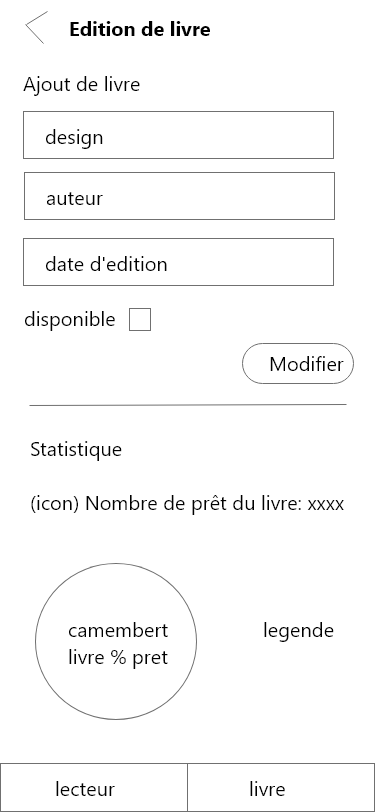 Edition de livre
Ajout de livre
design
auteur
date d'edition
disponible
Modifier
Statistique
(icon) Nombre de prêt du livre: xxxx
camembert
livre % pret
legende
lecteur
livre